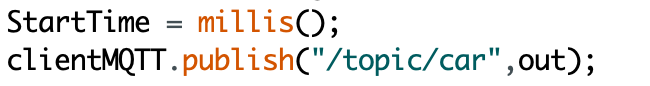 StartTime = millis();
clientMQTT.publish("/topic/car",out);